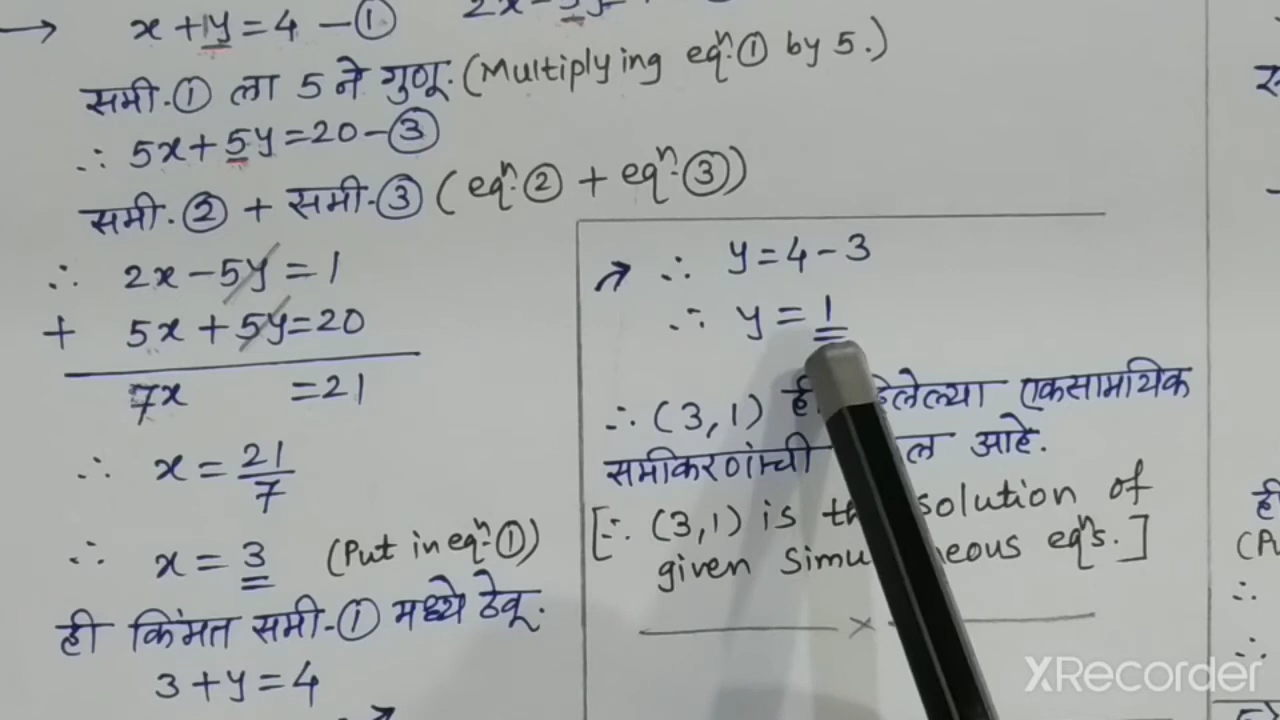 → x + 1y = 4 - ①
समी. ① ला 5 ने गुणू. (Multiplying eqⁿ. ① by 5.)
∴ 5x + 5y = 20 - ③
समी. ② + समी. ③ (eqⁿ. ② + eqⁿ. ③)
∴ 2x - 5y = 1
+ 5x + 5y = 20
7x = 21
∴ x = 21/7
∴ x = 3 (Put in eqⁿ. ①)
ही किंमत समी. ① मध्ये ठेवू.
3 + y = 4
→ ∴ y = 4 - 3
∴ y = 1
∴ (3, 1) एकसामयिक
समीकरणांची आहे.
[∴ (3, 1) is solution of
given eqⁿs.]
x
XRecorder